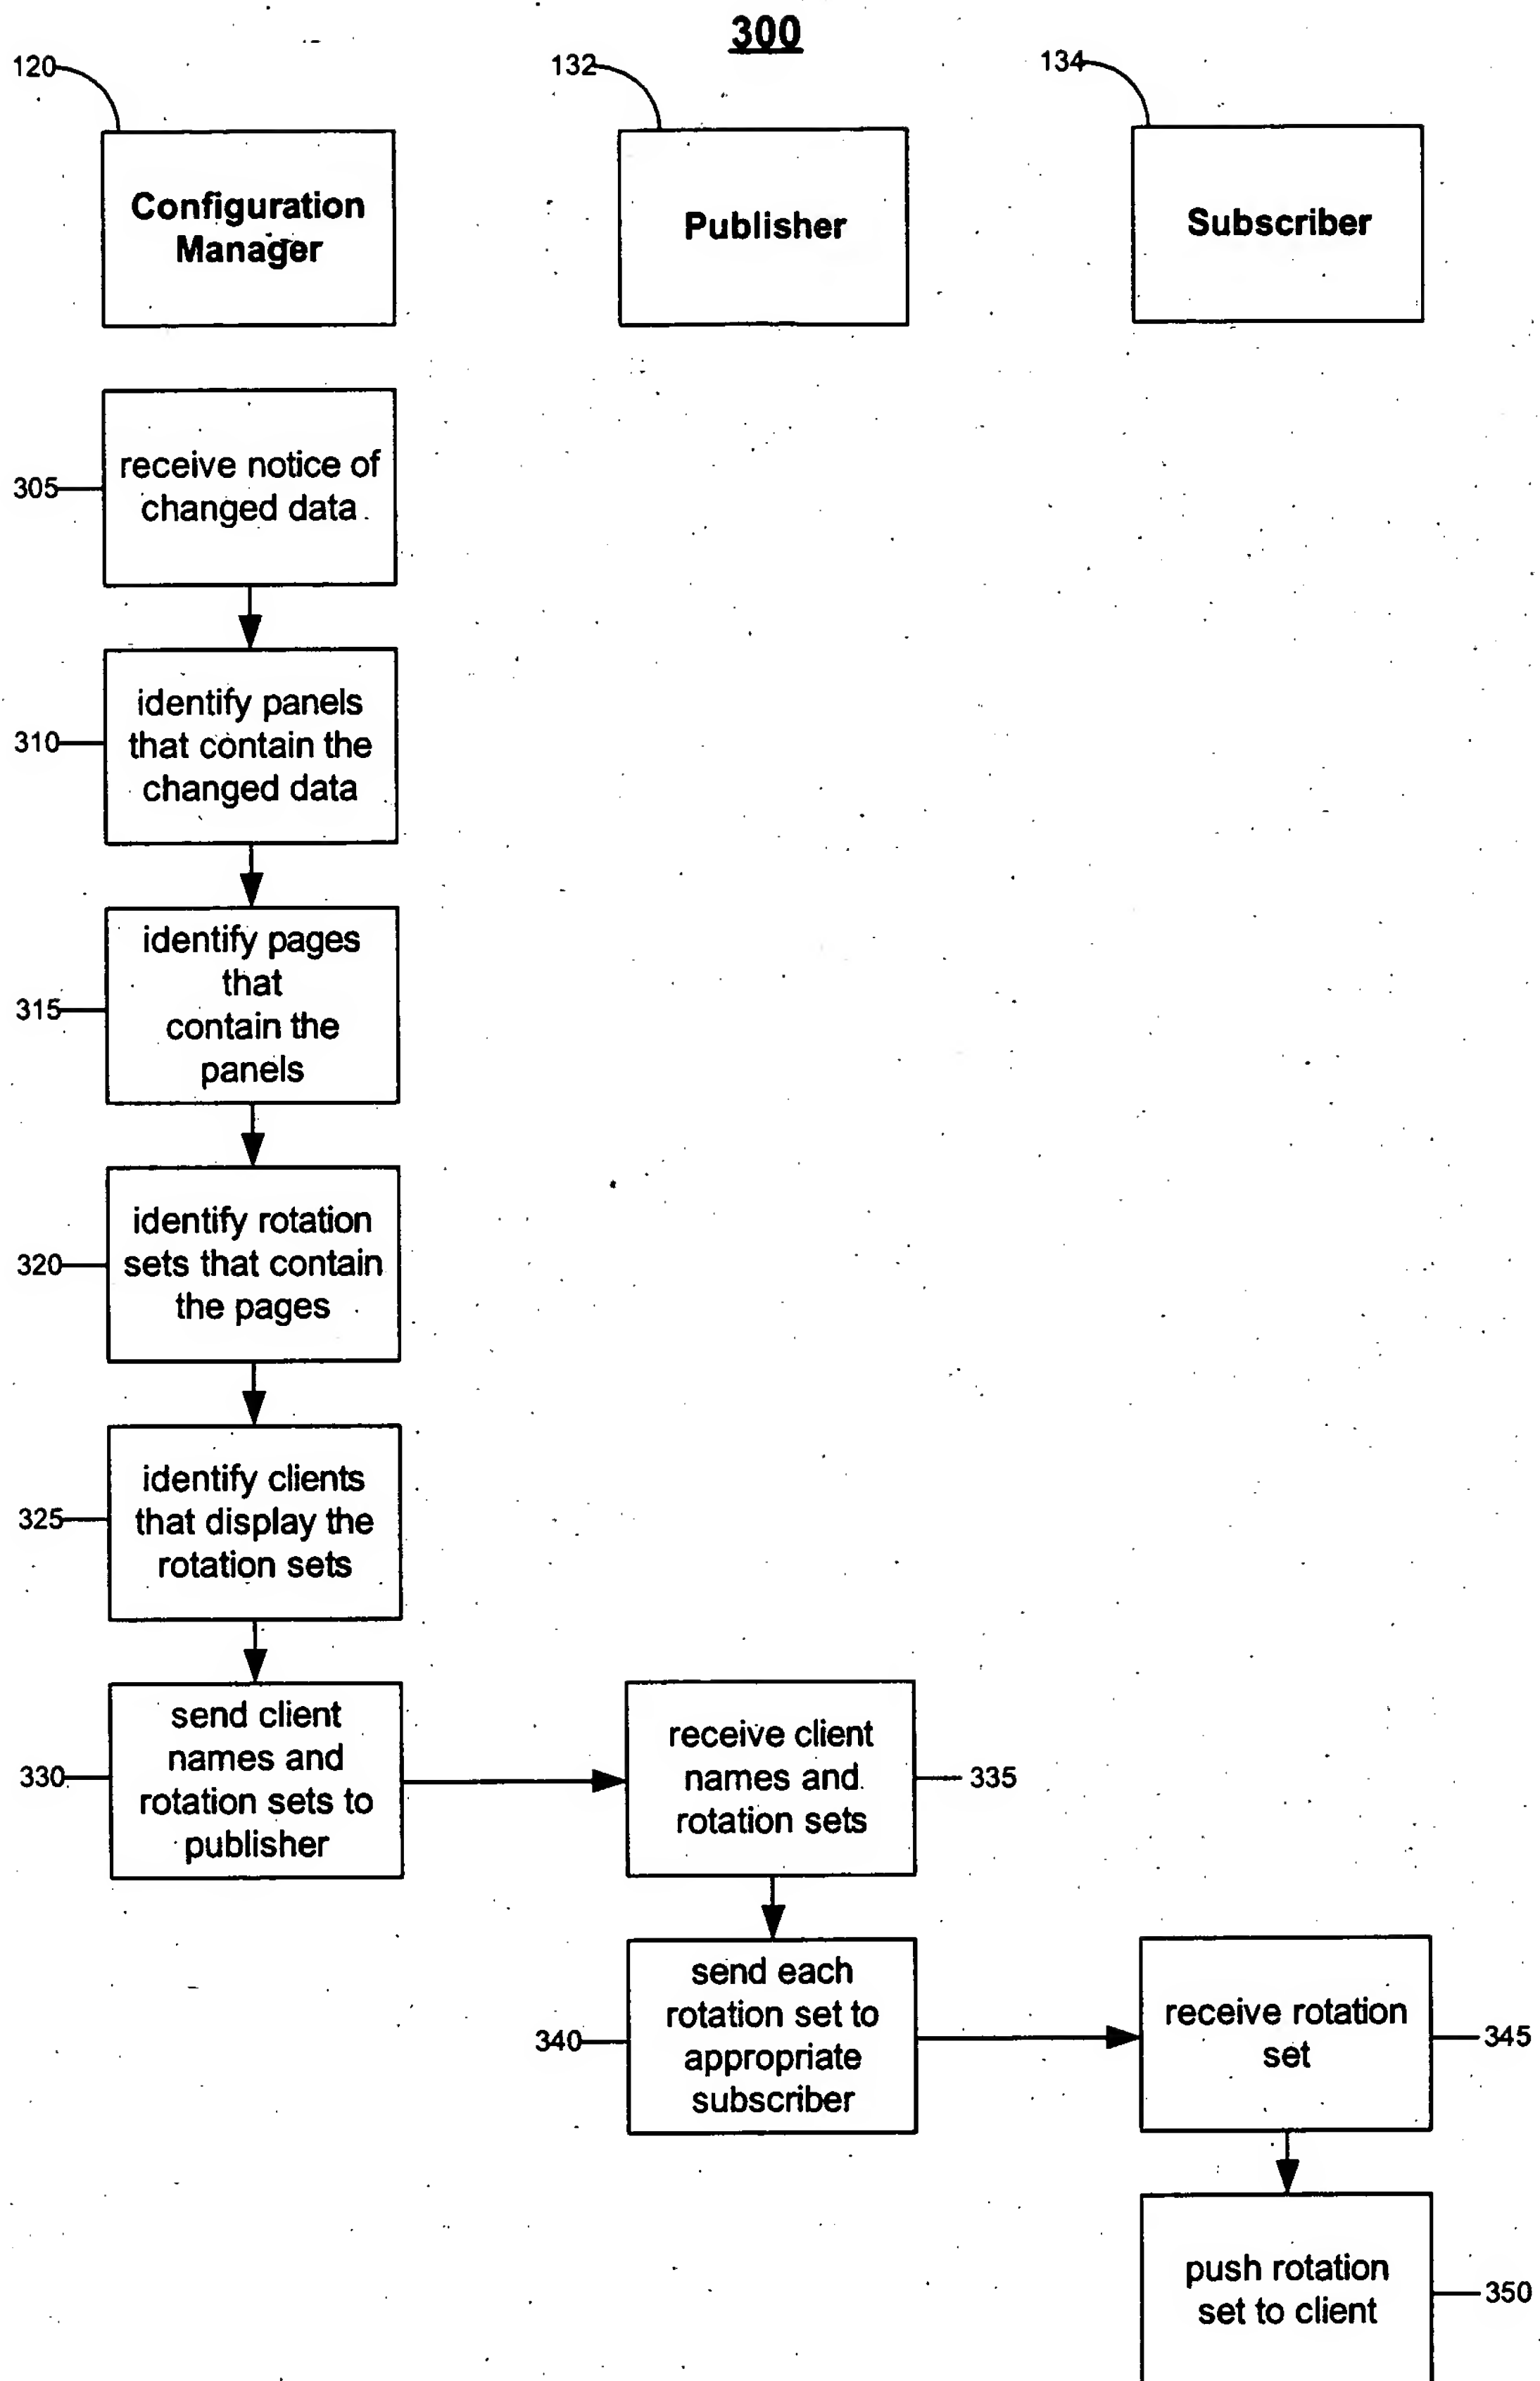 300
120
132
134
Configuration
Manager
Publisher
Subscriber
305
receive notice of
changed data
310
identify panels
that contain the
changed data
315
identify pages
that
contain the
panels
320
identify rotation
sets that contain
the pages
325
identify clients
that display the
rotation sets
330
send client
names and
rotation sets to
publisher
receive client
names and
rotation sets
335
340
send each
rotation set to
appropriate
subscriber
receive rotation
set
345
push rotation
set to client
350